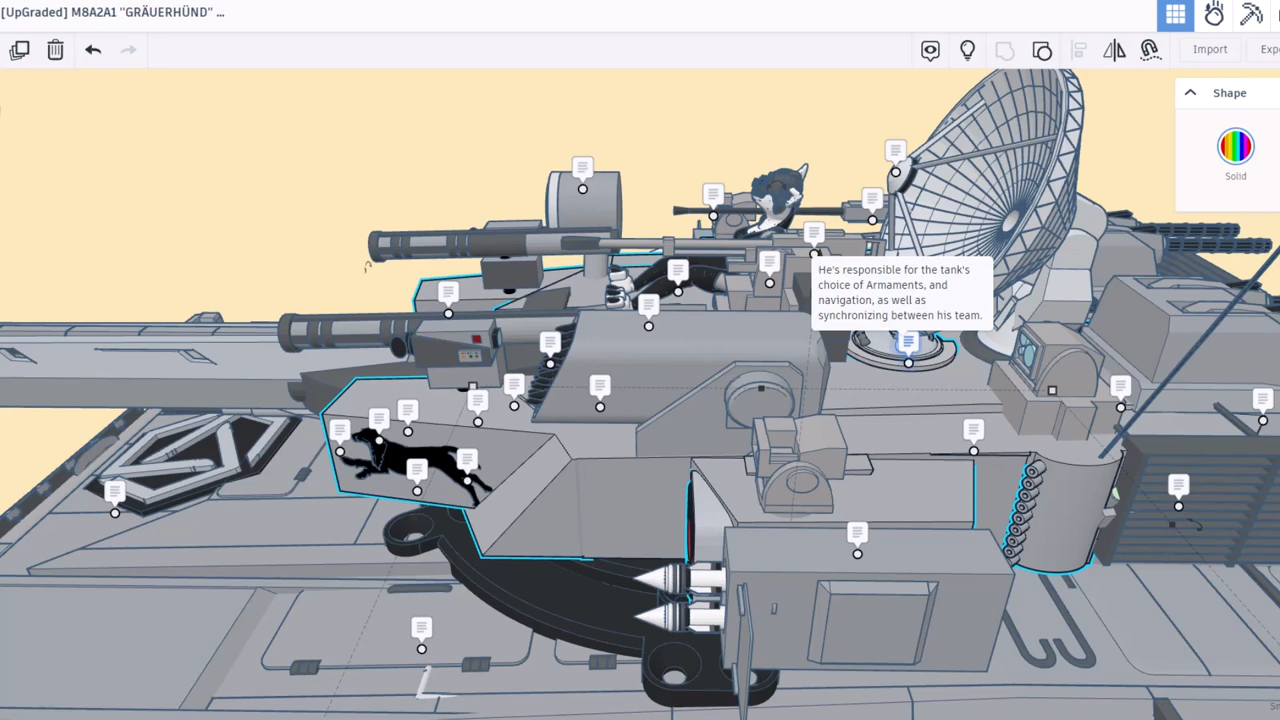 [UpGraded] M8A2A1 "GRÄUERHÜND" ...
Import
Shape
Solid
He's responsible for the tank's
choice of Armaments, and
navigation, as well as
synchronizing between his team.